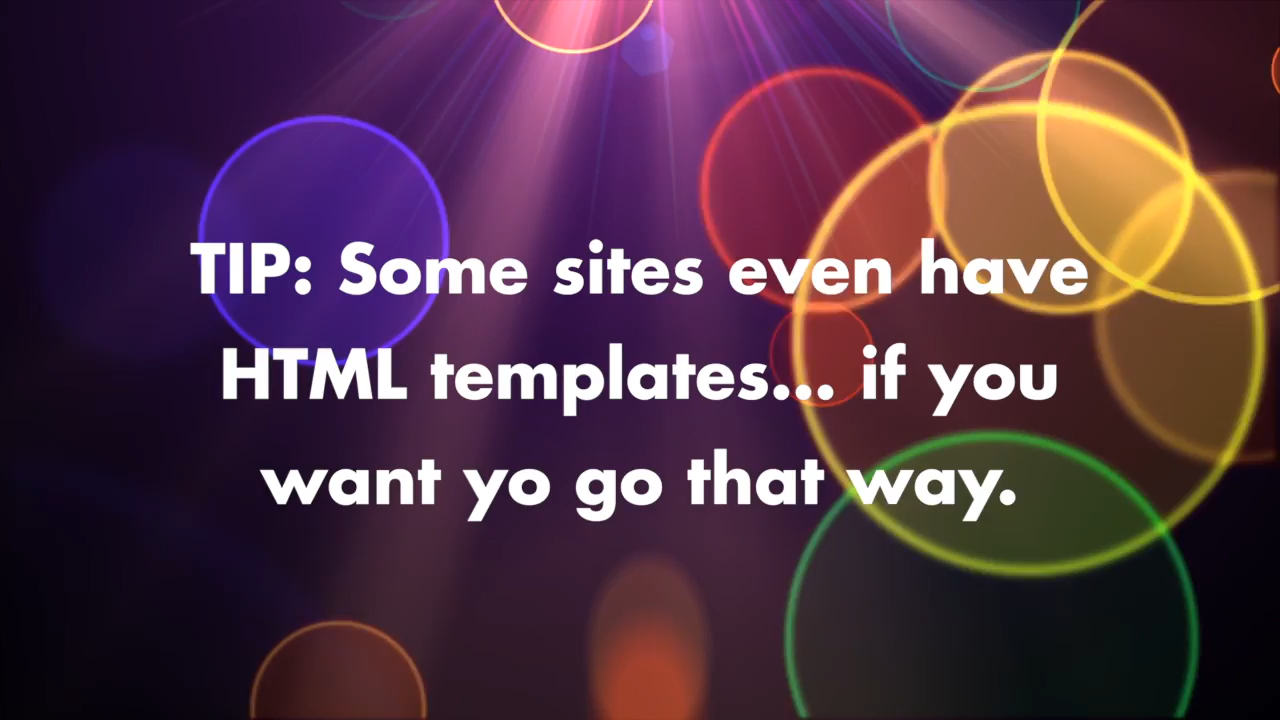 TIP: Some sites even have
HTML templates... if you
want yo go that way.